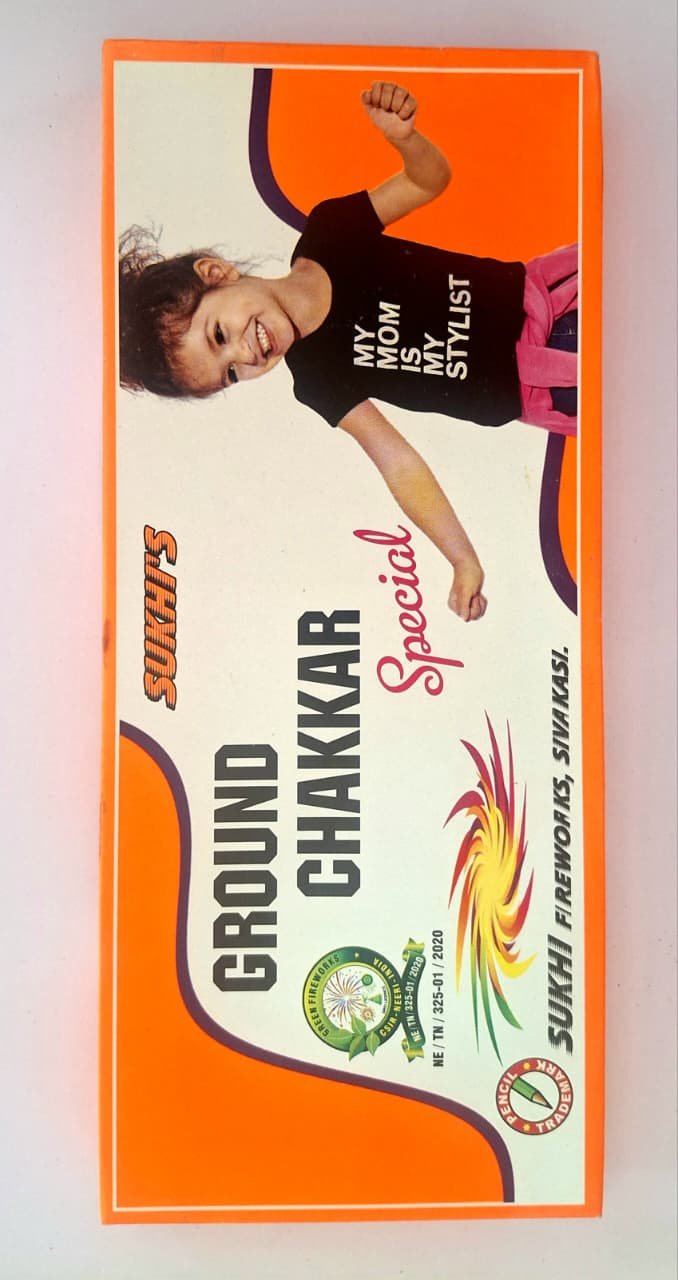 SUKHI'S
MY
MOM
IS
MY
STYLIST
GROUND
CHAKKAR
Special
GREEN FIREWORKS
CSIR-NEERI-INDIA
NE / TN / 325-01 / 2020
NE / TN / 325-01 / 2020
PENCIL
TRADEMARK
SUKHI FIREWORKS, SIVAKASI.